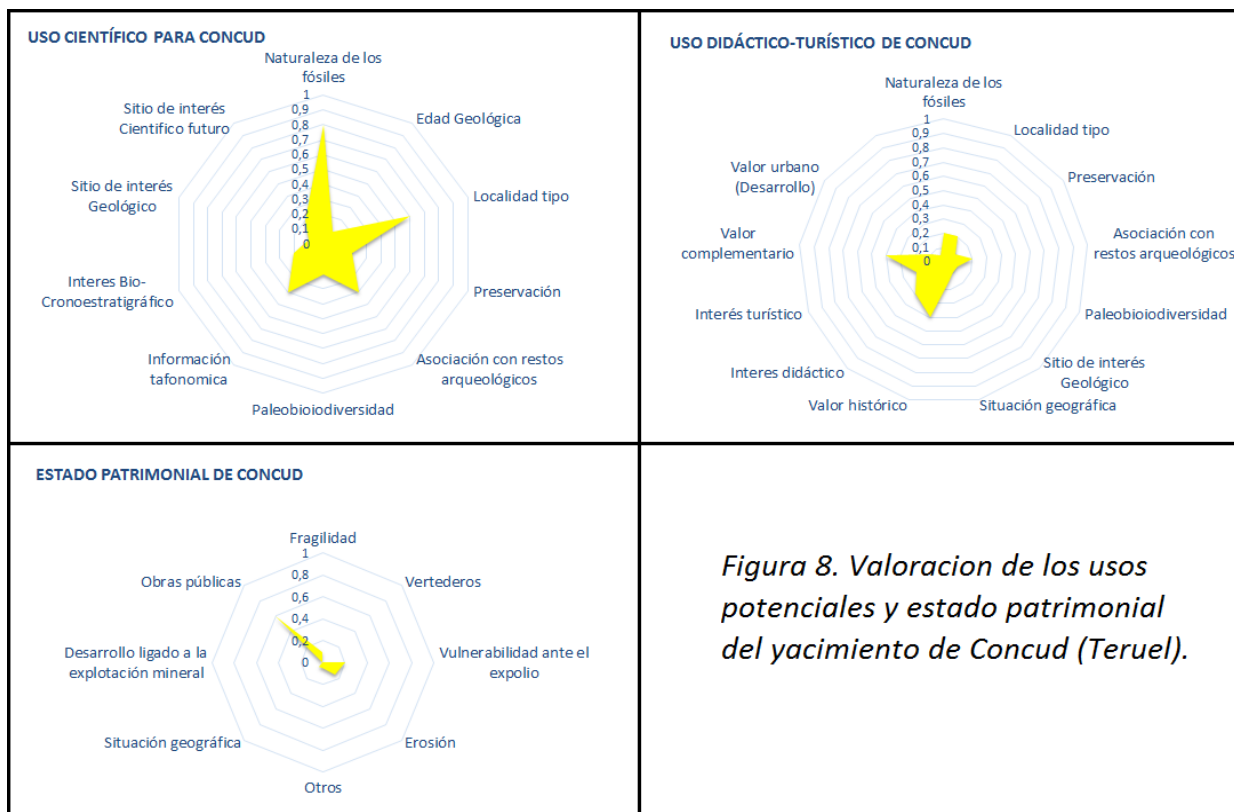 USO CIENTÍFICO PARA CONCUD
Naturaleza de los
fósiles
Edad Geológica
Localidad tipo
Preservación
Asociación con restos
arqueológicos
Paleobioiodiversidad
Información
tafonomica
Interes Bio-
Cronoestratigráfico
Sitio de interés
Geológico
Sitio de interés
Cientifico futuro
1
0,9
0,8
0,7
0,6
0,5
0,4
0,3
0,2
0,1
0
USO DIDÁCTICO-TURÍSTICO DE CONCUD
Naturaleza de los
fósiles
Localidad tipo
Preservación
Asociación con
restos arqueológicos
Paleobioiodiversidad
Sitio de interés
Geológico
Situación geográfica
Valor histórico
Interes didáctico
Interés turístico
Valor
complementario
Valor urbano
(Desarrollo)
1
0,9
0,8
0,7
0,6
0,5
0,4
0,3
0,2
0,1
0
ESTADO PATRIMONIAL DE CONCUD
Fragilidad
Vertederos
Vulnerabilidad ante el
expolio
Erosión
Otros
Situación geográfica
Desarrollo ligado a la
explotación mineral
Obras públicas
1
0,8
0,6
0,4
0,2
0
Figura 8. Valoracion de los usos
potenciales y estado patrimonial
del yacimiento de Concud (Teruel).